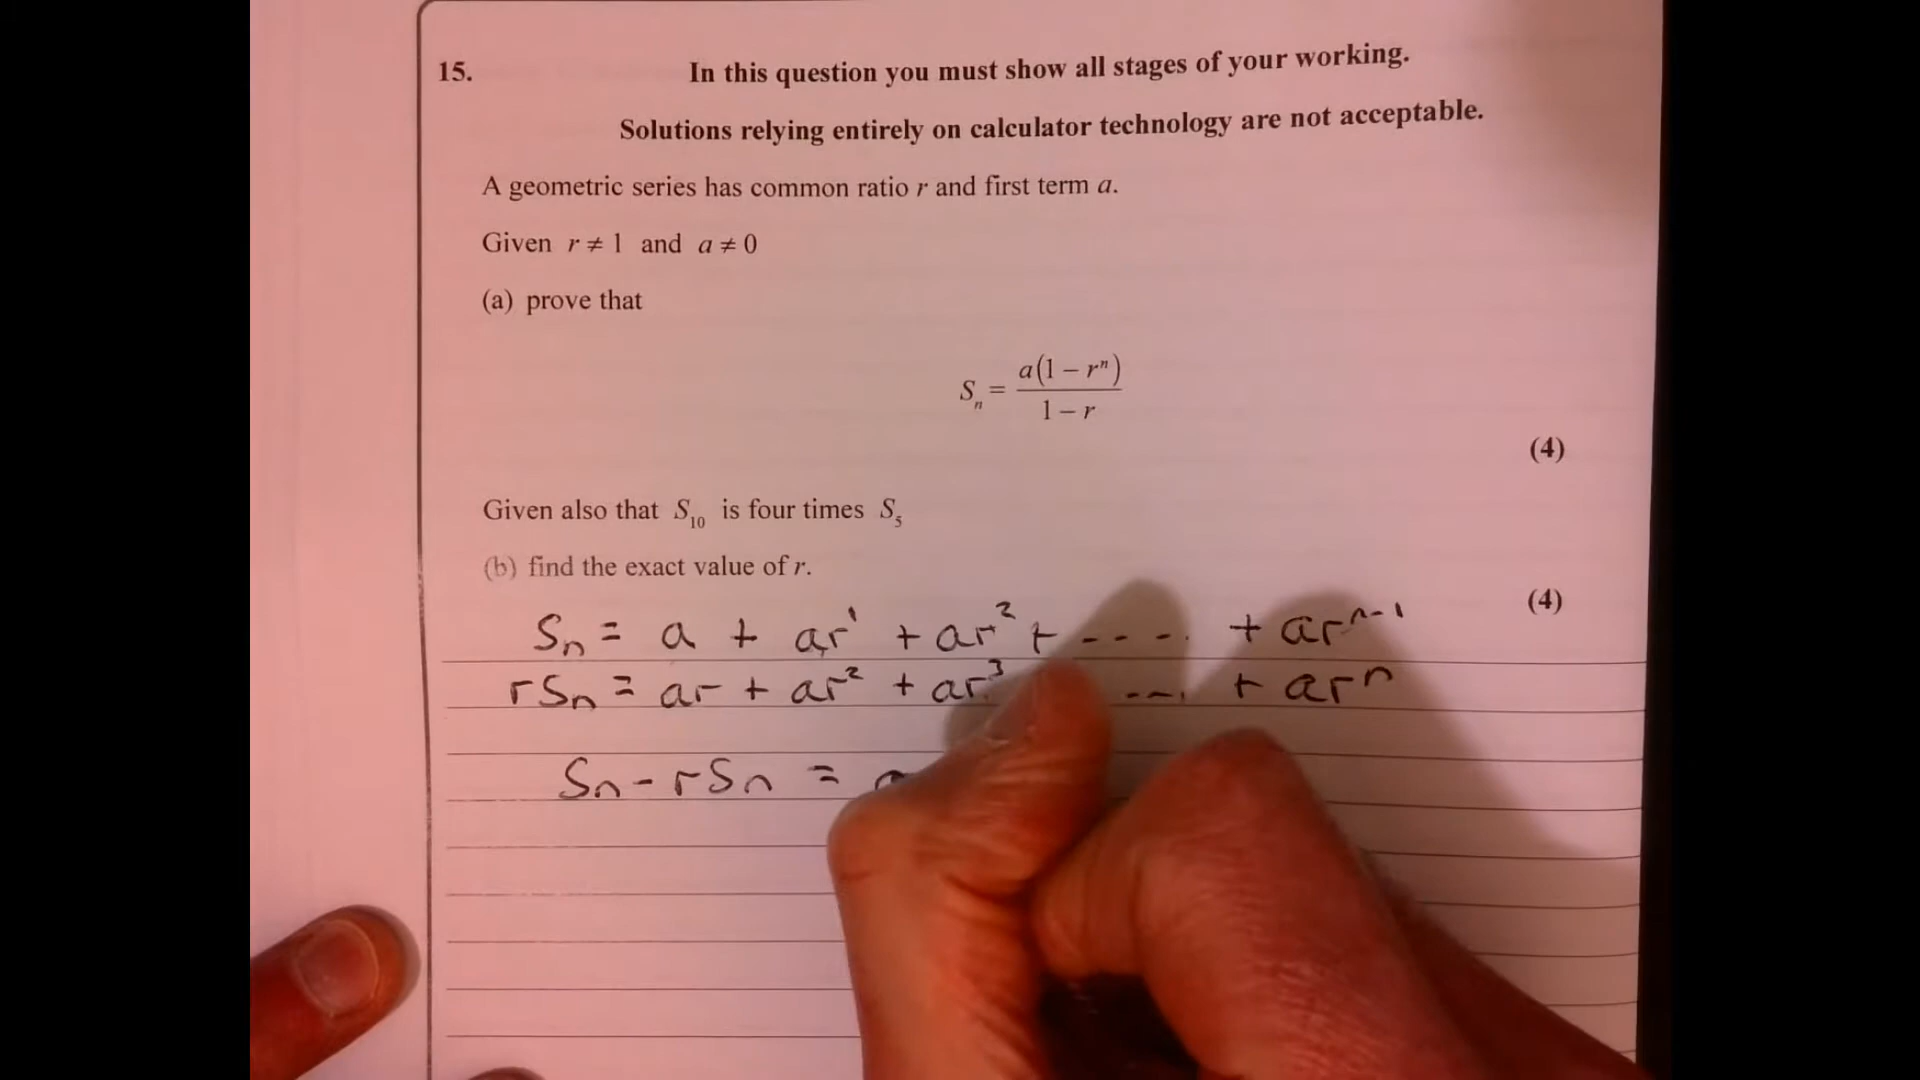 15. In this question you must show all stages of your working.
Solutions relying entirely on calculator technology are not acceptable.
A geometric series has common ratio r and first term a.
Given r ≠ 1 and a ≠ 0
(a) prove that
Sₙ = a(1 − rⁿ) / 1 − r
(4)
Given also that S₁₀ is four times S₅
(b) find the exact value of r.
(4)
Sₙ = a + ar¹ + ar² + ---- + arⁿ⁻¹
rSₙ = ar + ar² + ar³ ---. + arⁿ
Sₙ - rSₙ =